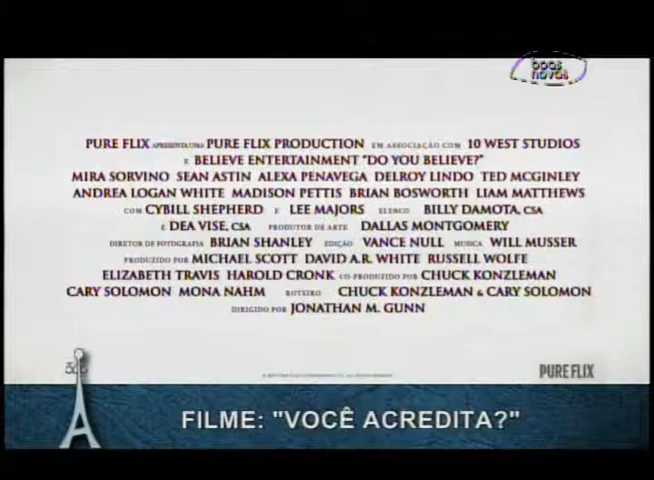 boas
novas
PURE FLIX APRESENTA UMA PURE FLIX PRODUCTION EM ASSOCIAÇÃO COM 10 WEST STUDIOS
E BELIEVE ENTERTAINMENT "DO YOU BELIEVE?"
MIRA SORVINO SEAN ASTIN ALEXA PENAVEGA DELROY LINDO TED MCGINLEY
ANDREA LOGAN WHITE MADISON PETTIS BRIAN BOSWORTH LIAM MATTHEWS
COM CYBILL SHEPHERD E LEE MAJORS ELENCO BILLY DAMOTA, CSA
E DEA VISE, CSA PRODUTOR DE ARTE DALLAS MONTGOMERY
DIRETOR DE FOTOGRAFIA BRIAN SHANLEY EDIÇÃO VANCE NULL MUSICA WILL MUSSER
PRODUZIDO POR MICHAEL SCOTT DAVID A.R. WHITE RUSSELL WOLFE
ELIZABETH TRAVIS HAROLD CRONK CO-PRODUZIDO POR CHUCK KONZLEMAN
CARY SOLOMON MONA NAHM ROTEIRO CHUCK KONZLEMAN & CARY SOLOMON
DIRIGIDO POR JONATHAN M. GUNN
PURE FLIX
FILME: "VOCÊ ACREDITA?"